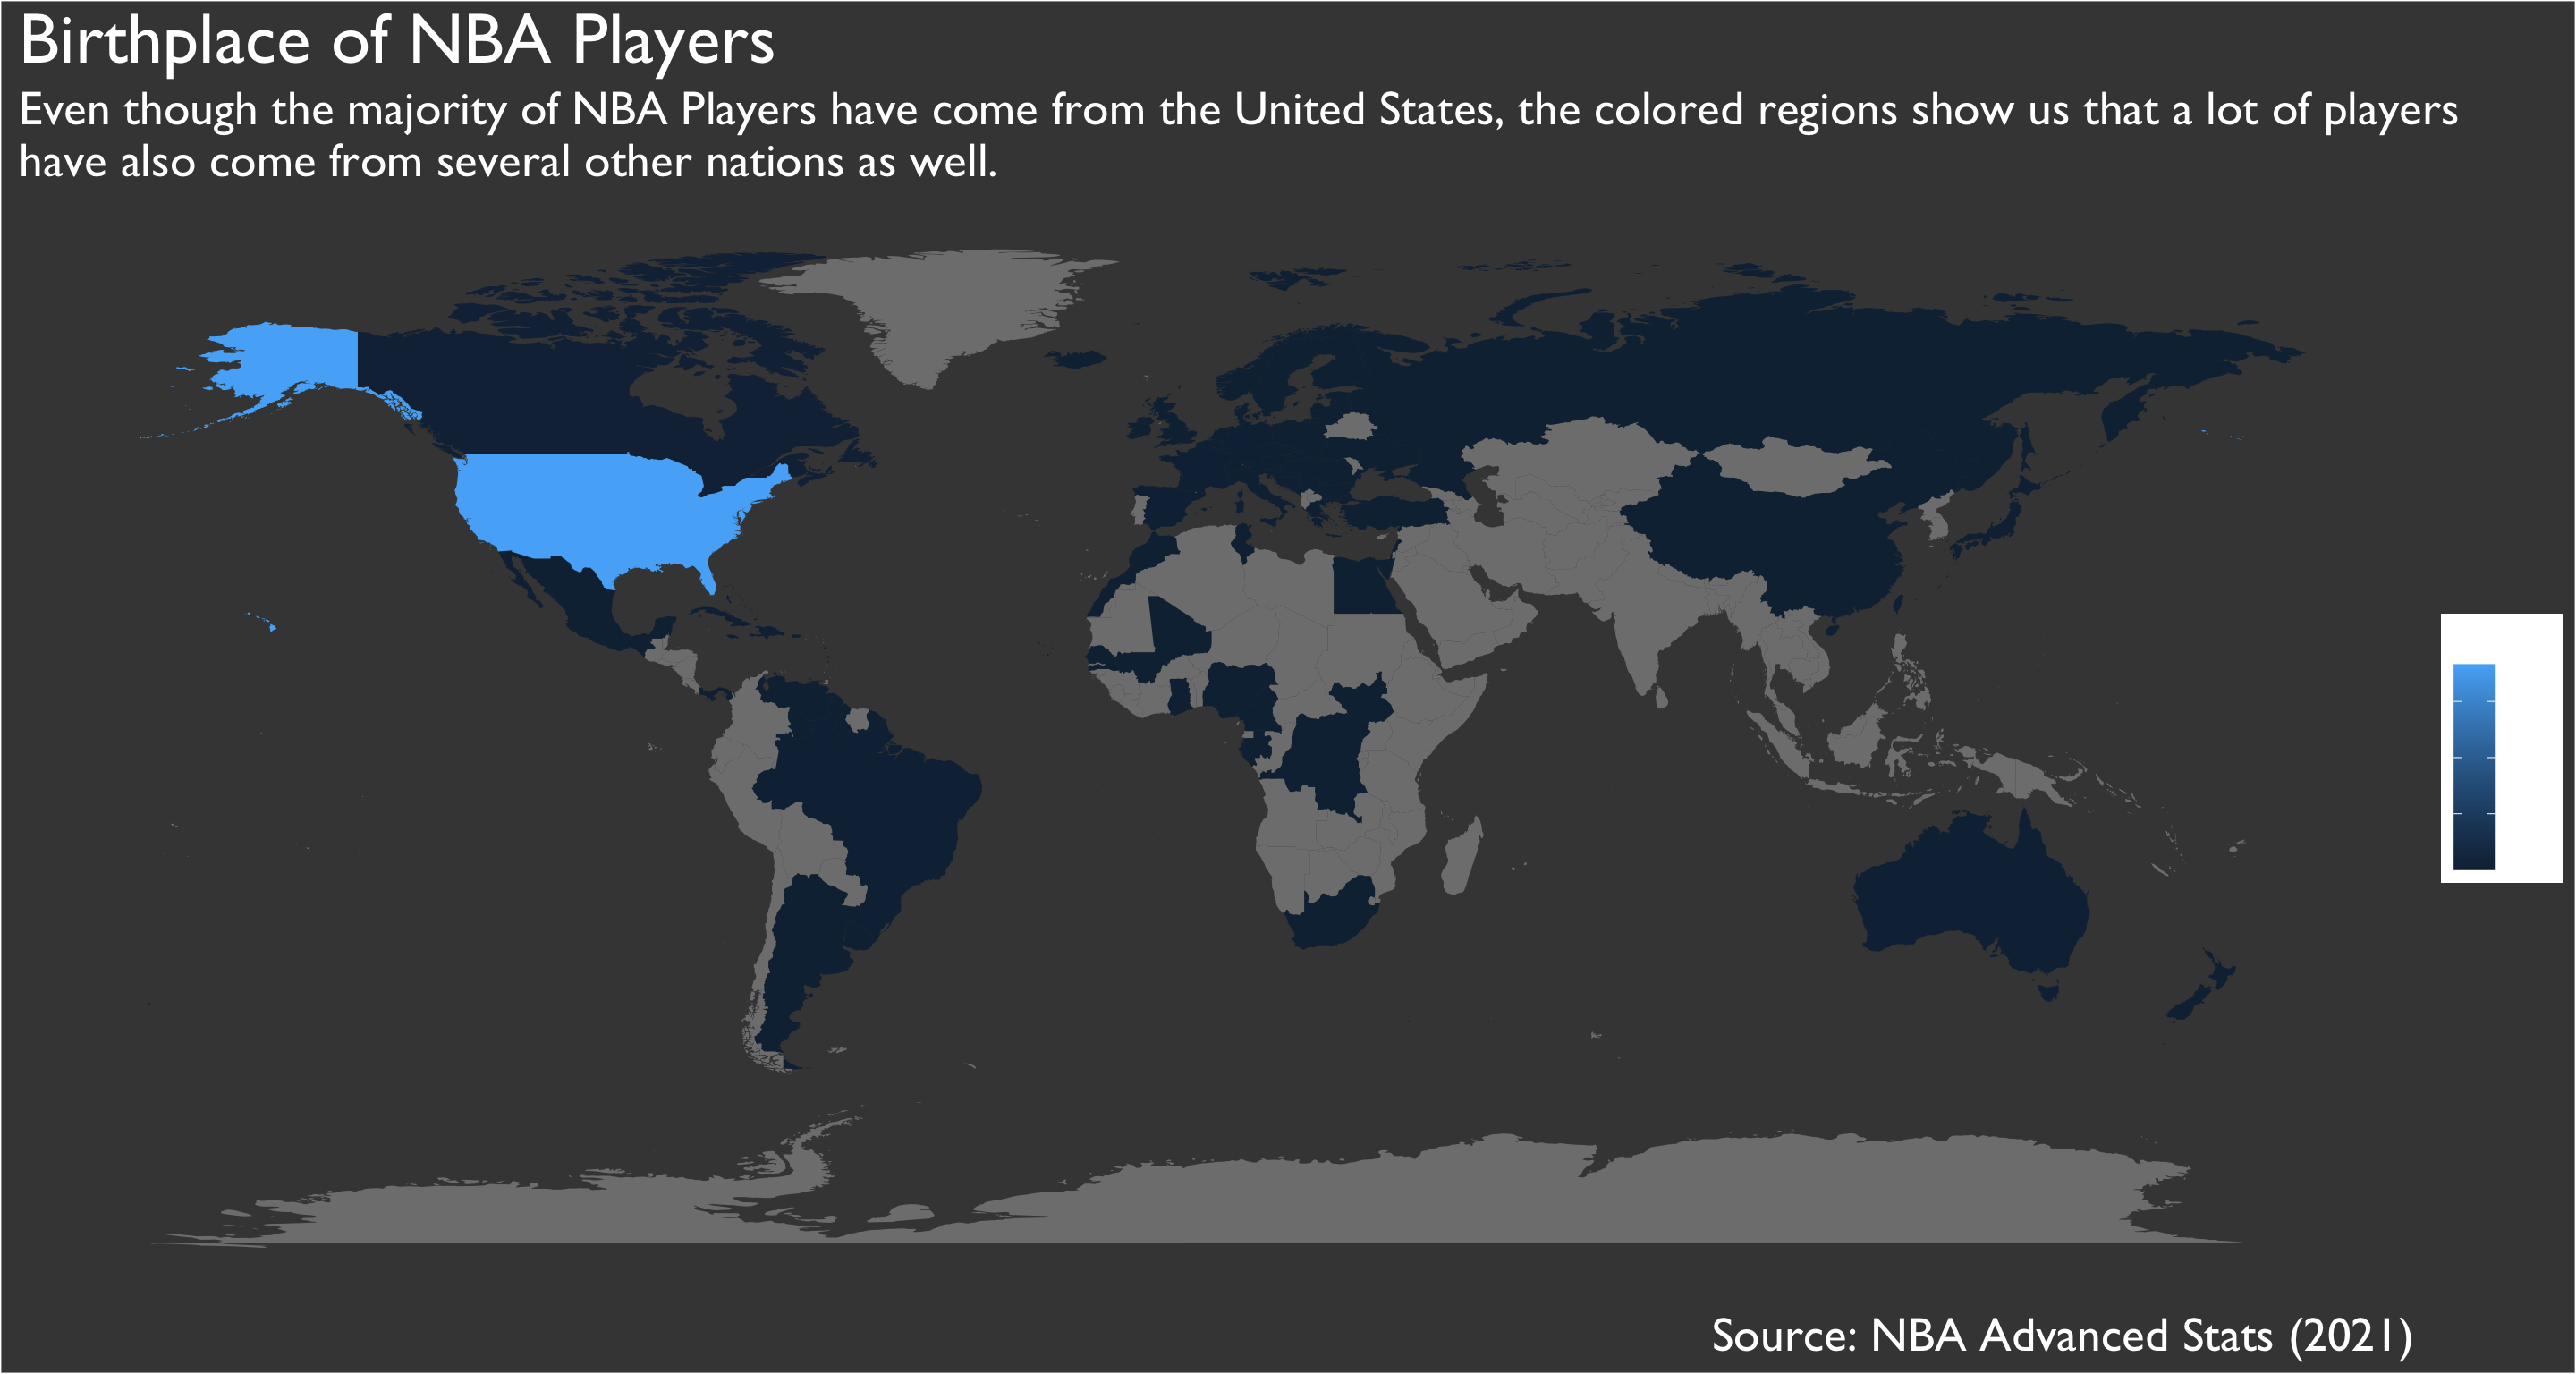 Birthplace of NBA Players
Even though the majority of NBA Players have come from the United States, the colored regions show us that a lot of players
have also come from several other nations as well.
Source: NBA Advanced Stats (2021)